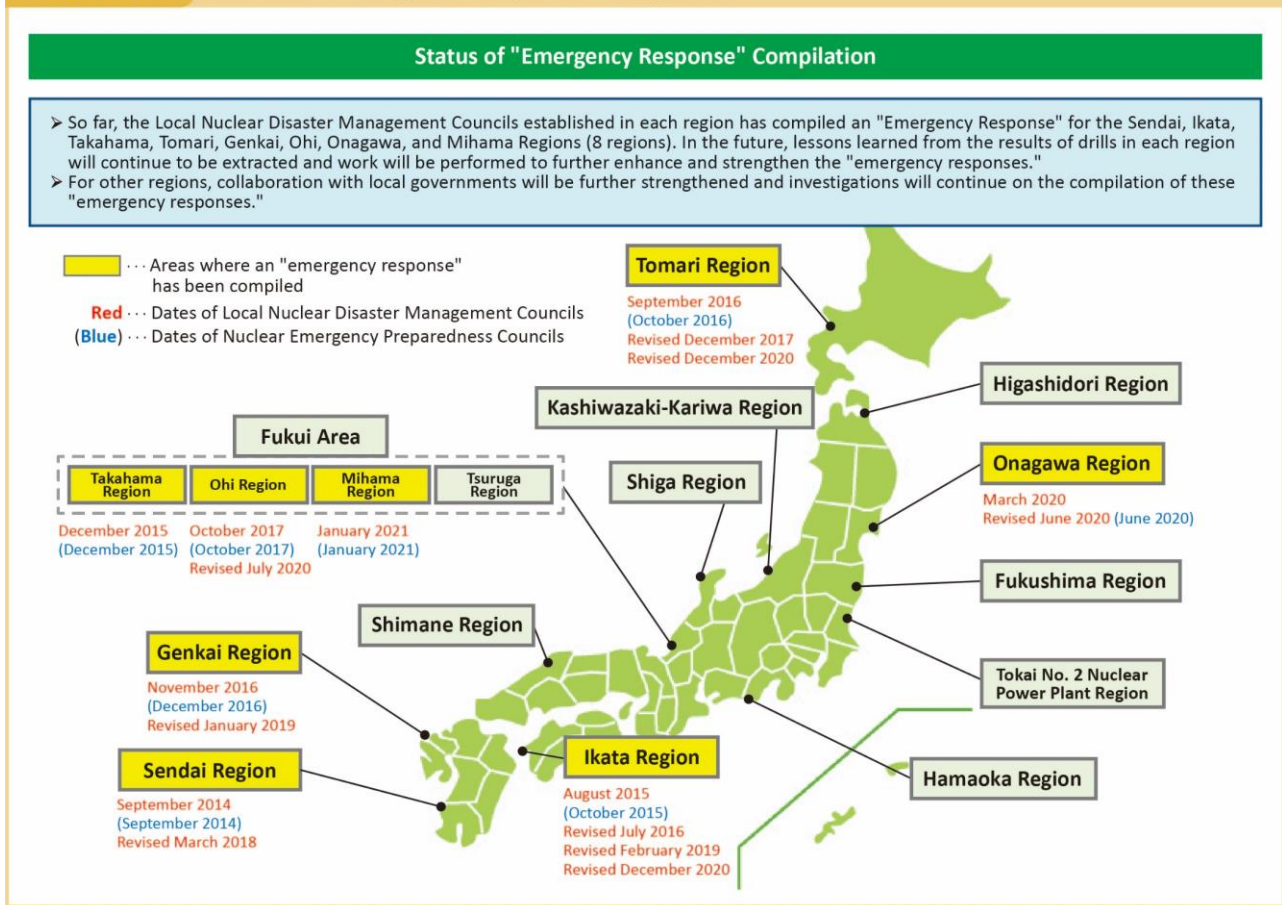 Status of "Emergency Response" Compilation
➢ So far, the Local Nuclear Disaster Management Councils established in each region has compiled an "Emergency Response" for the Sendai, Ikata,
Takahama, Tomari, Genkai, Ohi, Onagawa, and Mihama Regions (8 regions). In the future, lessons learned from the results of drills in each region
will continue to be extracted and work will be performed to further enhance and strengthen the "emergency responses."
➢ For other regions, collaboration with local governments will be further strengthened and investigations will continue on the compilation of these
"emergency responses."
··· Areas where an "emergency response"
has been compiled
Red ··· Dates of Local Nuclear Disaster Management Councils
(Blue) ··· Dates of Nuclear Emergency Preparedness Councils
Tomari Region
September 2016
(October 2016)
Revised December 2017
Revised December 2020
Higashidori Region
Kashiwazaki-Kariwa Region
Fukui Area
Takahama
Region
Ohi Region
Mihama
Region
Tsuruga
Region
December 2015
(December 2015)
October 2017
(October 2017)
Revised July 2020
January 2021
(January 2021)
Shiga Region
Onagawa Region
March 2020
Revised June 2020 (June 2020)
Fukushima Region
Shimane Region
Genkai Region
November 2016
(December 2016)
Revised January 2019
Tokai No. 2 Nuclear
Power Plant Region
Sendai Region
September 2014
(September 2014)
Revised March 2018
Ikata Region
August 2015
(October 2015)
Revised July 2016
Revised February 2019
Revised December 2020
Hamaoka Region